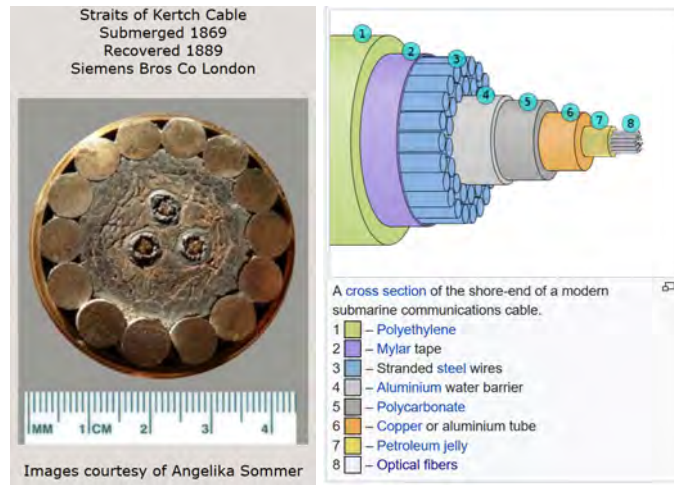 Straits of Kertch Cable
Submerged 1869
Recovered 1889
Siemens Bros Co London
MM 1 CM 2 3 4
Images courtesy of Angelika Sommer
1
2
3
4
5
6
7
8
A cross section of the shore-end of a modern
submarine communications cable.
1 – Polyethylene
2 – Mylar tape
3 – Stranded steel wires
4 – Aluminium water barrier
5 – Polycarbonate
6 – Copper or aluminium tube
7 – Petroleum jelly
8 – Optical fibers